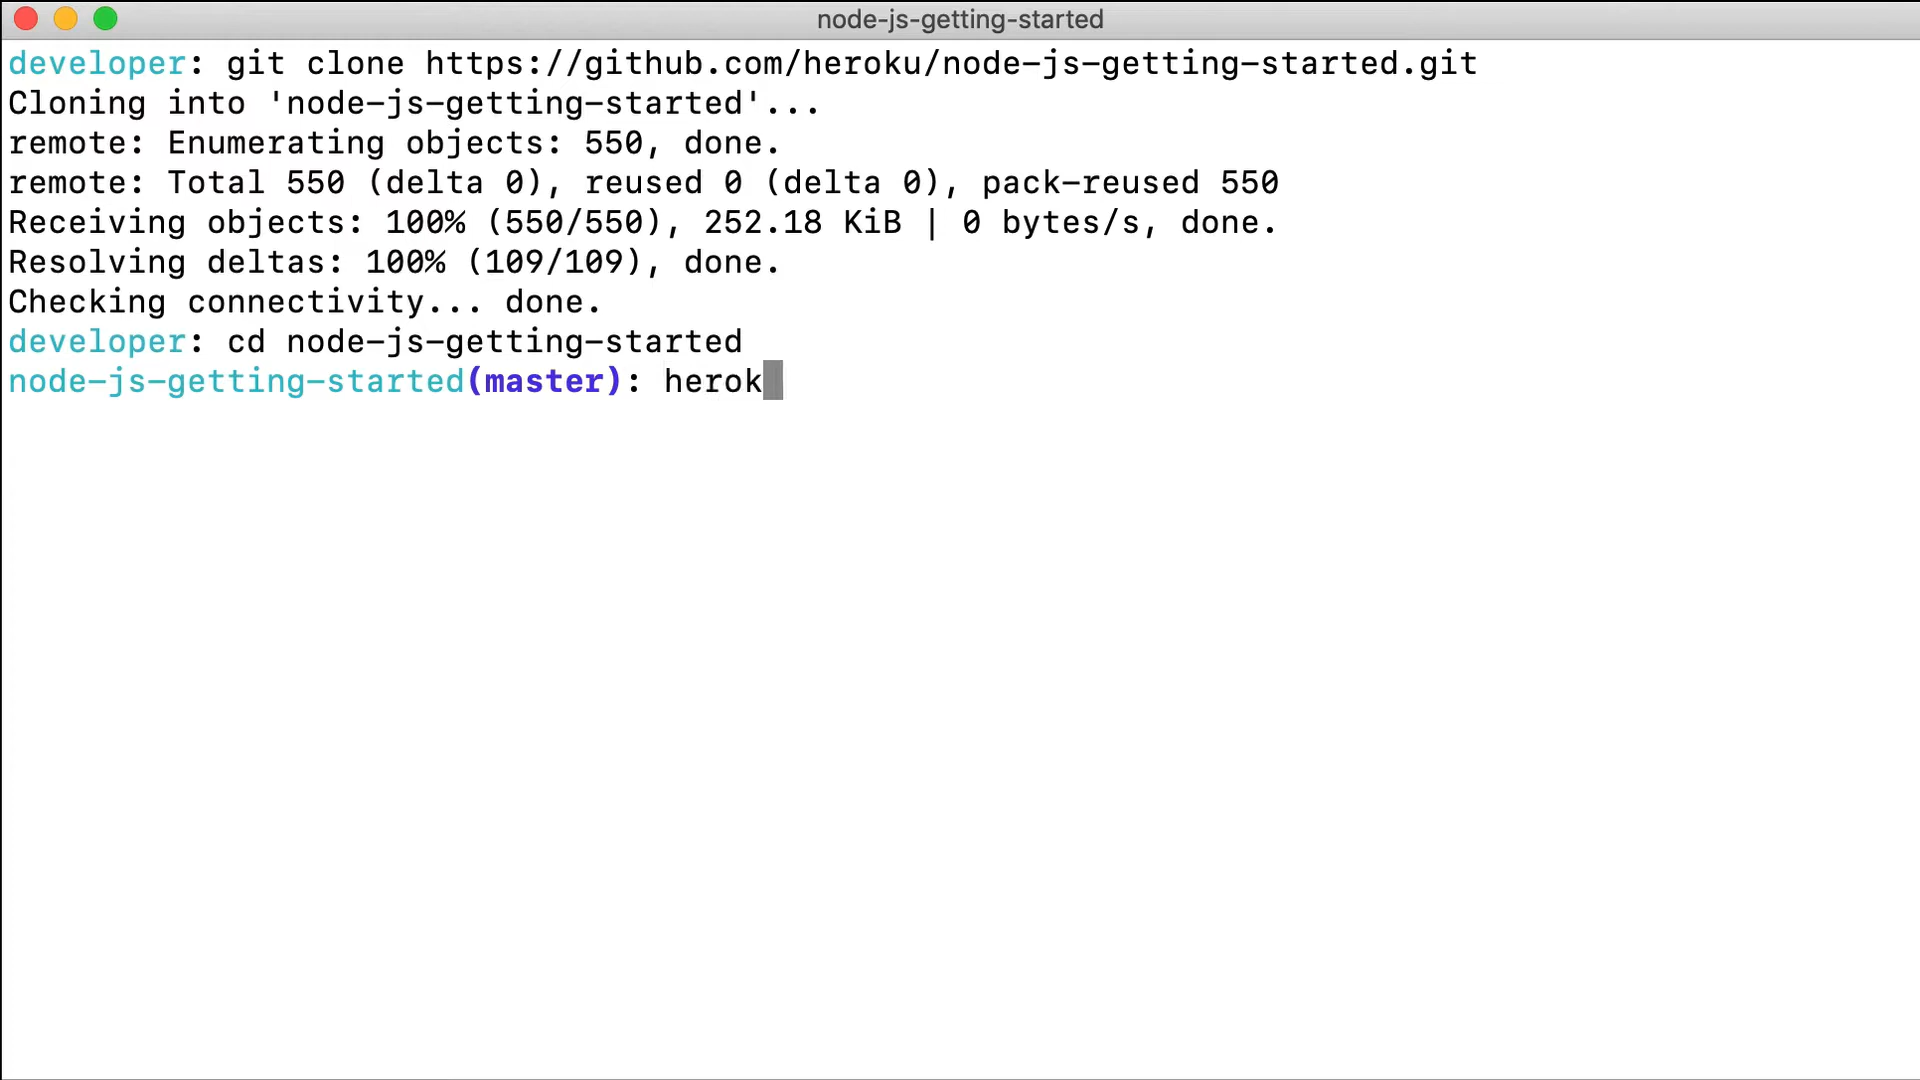 node-js-getting-started
developer: git clone https://github.com/heroku/node-js-getting-started.git
Cloning into 'node-js-getting-started'...
remote: Enumerating objects: 550, done.
remote: Total 550 (delta 0), reused 0 (delta 0), pack-reused 550
Receiving objects: 100% (550/550), 252.18 KiB | 0 bytes/s, done.
Resolving deltas: 100% (109/109), done.
Checking connectivity... done.
developer: cd node-js-getting-started
node-js-getting-started(master): herok